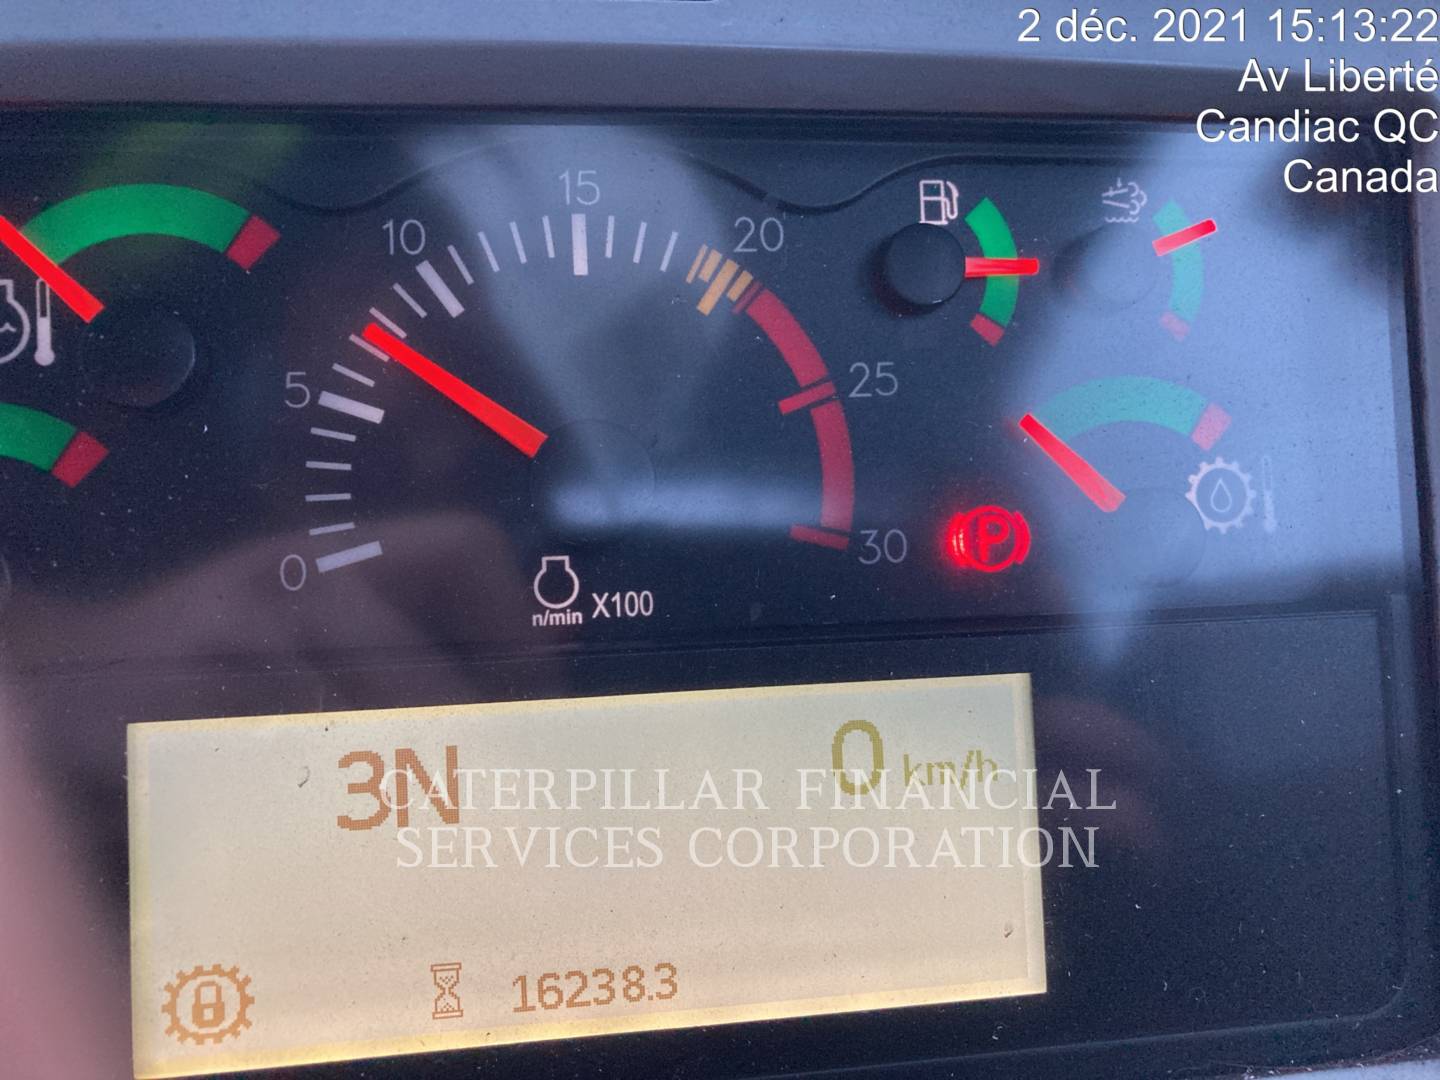 2 déc. 2021 15:13:22
Av Liberté
Candiac QC
Canada
15
10
20
5
25
0
30
n/min X100
P
3N
0 km/h
CATERPILLAR FINANCIAL
SERVICES CORPORATION
16238.3